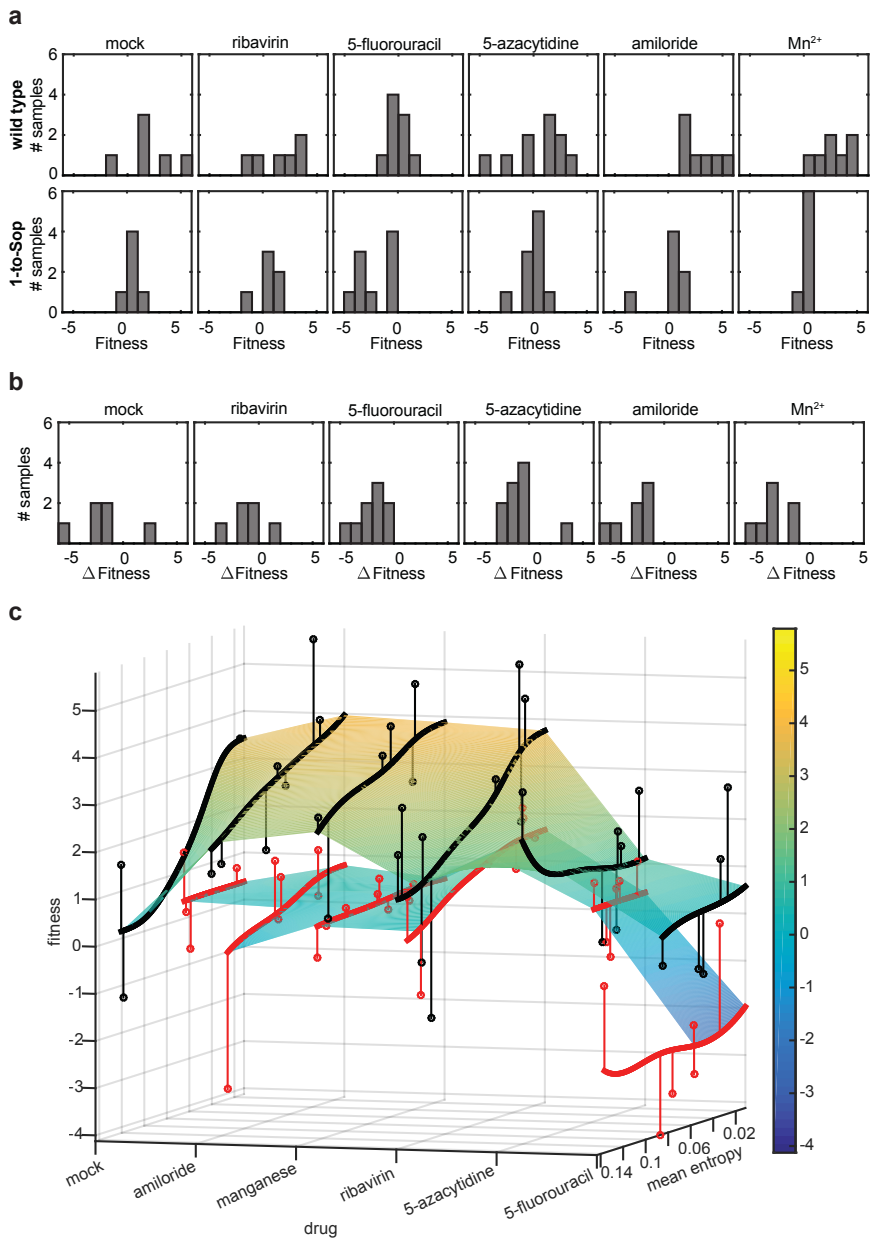 a
mock ribavirin 5-fluorouracil 5-azacytidine amiloride Mn²⁺
wild type
# samples
6
4
2
0
1-to-Sop
# samples
6
4
2
0
-5 0 5 -5 0 5 -5 0 5 -5 0 5 -5 0 5 -5 0 5
Fitness Fitness Fitness Fitness Fitness Fitness
b
mock ribavirin 5-fluorouracil 5-azacytidine amiloride Mn²⁺
# samples
6
4
2
-5 0 5 -5 0 5 -5 0 5 -5 0 5 -5 0 5 -5 0 5
Δ Fitness Δ Fitness Δ Fitness Δ Fitness Δ Fitness Δ Fitness
c
fitness
5
4
3
2
1
0
-1
-2
-3
-4
mock
amiloride
manganese
ribavirin
5-azacytidine
5-fluorouracil
drug
0.14
0.1
0.06
0.02
mean entropy
5
4
3
2
1
0
-1
-2
-3
-4